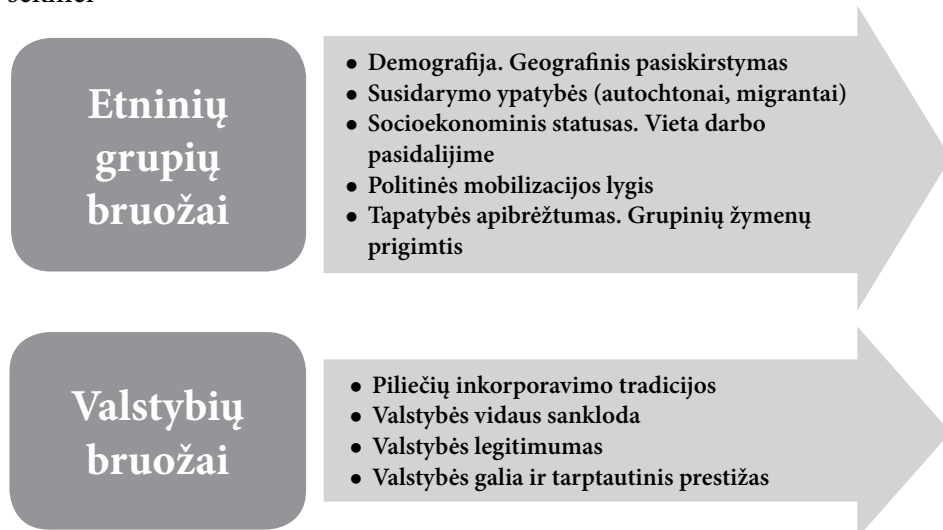 Etninių
grupių
bruožai
• Demografija. Geografinis pasiskirstymas
• Susidarymo ypatybės (autochtonai, migrantai)
• Socioekonominis statusas. Vieta darbo
pasidalijime
• Politinės mobilizacijos lygis
• Tapatybės apibrėžtumas. Grupinių žymenų
prigimtis
Valstybių
bruožai
• Piliečių inkorporavimo tradicijos
• Valstybės vidaus sankloda
• Valstybės legitimumas
• Valstybės galia ir tarptautinis prestižas